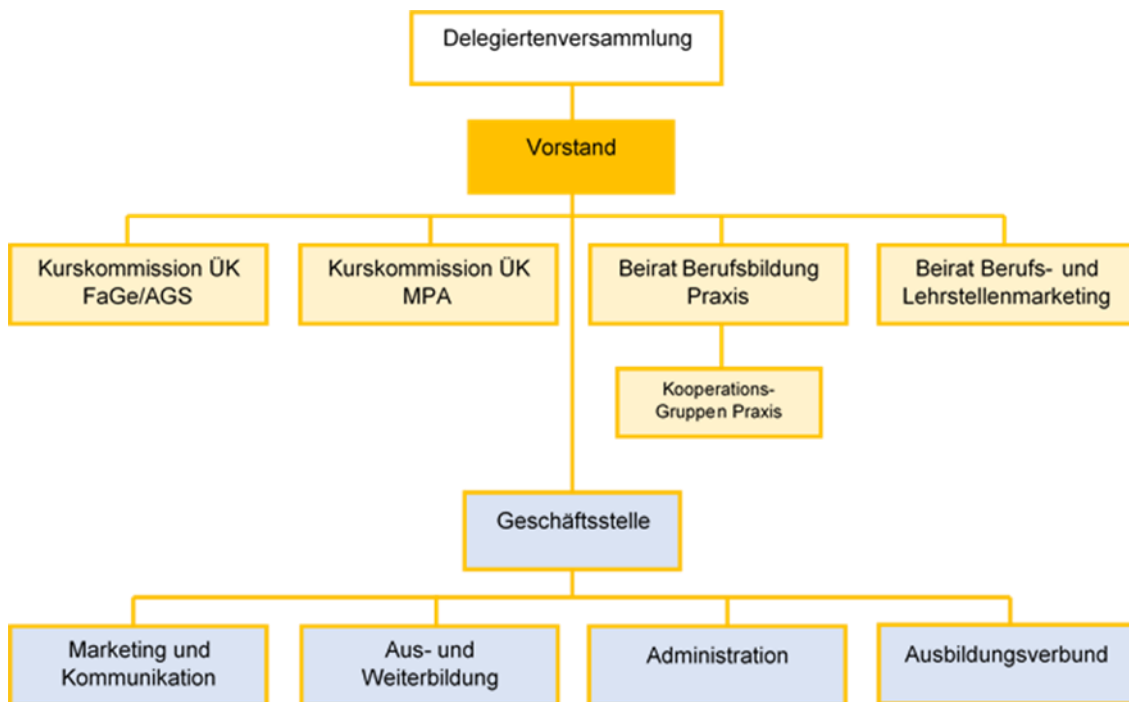 Delegiertenversammlung
Vorstand
Kurskommission ÜK
FaGe/AGS
Kurskommission ÜK
MPA
Beirat Berufsbildung
Praxis
Beirat Berufs- und
Lehrstellenmarketing
Kooperations-
Gruppen Praxis
Geschäftsstelle
Marketing und
Kommunikation
Aus- und
Weiterbildung
Administration
Ausbildungsverbund